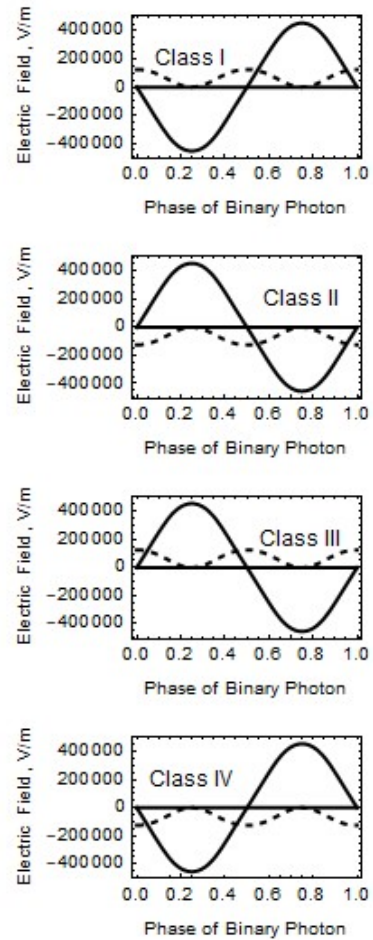 Electric Field, V/m
400000
200000
0
−200000
−400000
Class I
0.0 0.2 0.4 0.6 0.8 1.0
Phase of Binary Photon
Electric Field, V/m
400000
200000
0
−200000
−400000
Class II
0.0 0.2 0.4 0.6 0.8 1.0
Phase of Binary Photon
Electric Field, V/m
400000
200000
0
−200000
−400000
Class III
0.0 0.2 0.4 0.6 0.8 1.0
Phase of Binary Photon
Electric Field, V/m
400000
200000
0
−200000
−400000
Class IV
0.0 0.2 0.4 0.6 0.8 1.0
Phase of Binary Photon